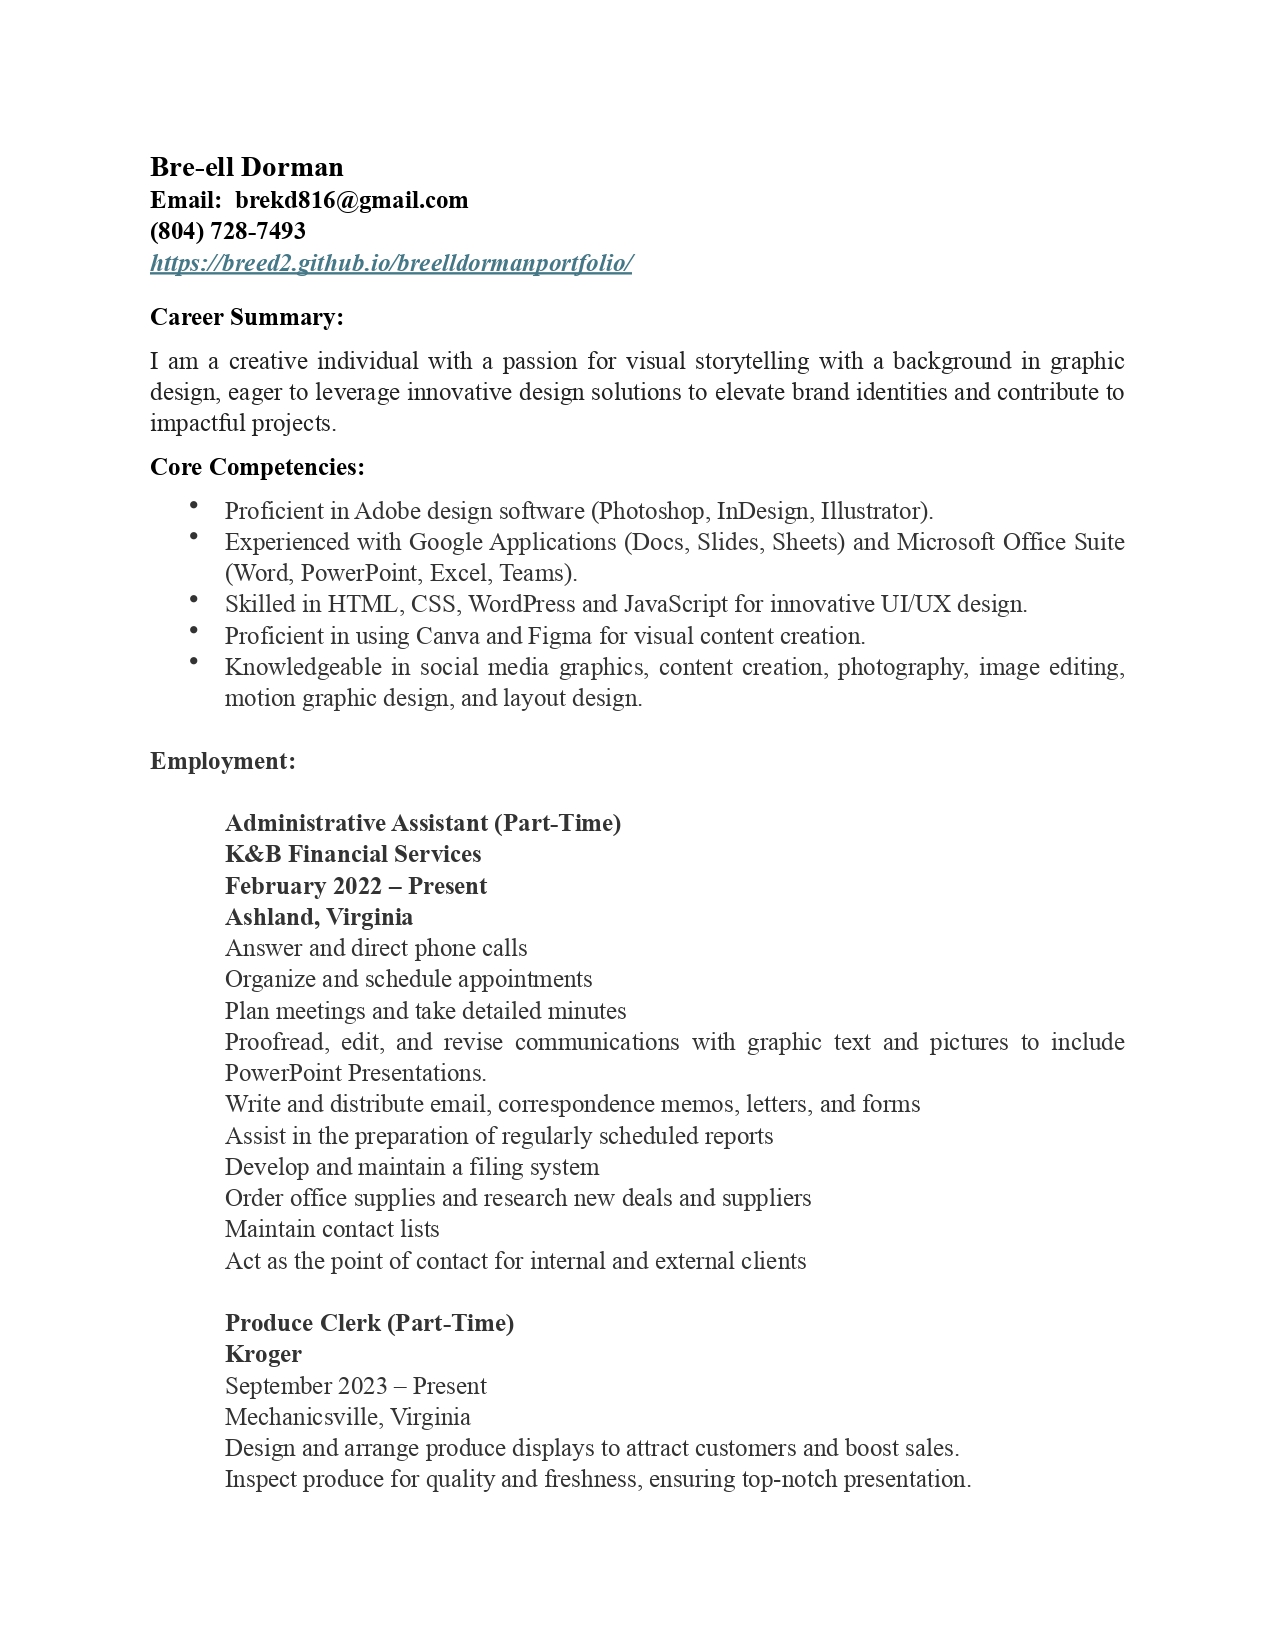 Bre-ell Dorman
Email:  brekd816@gmail.com
(804) 728-7493
https://breed2.github.io/breelldormanportfolio/
Career Summary:
I am a creative individual with a passion for visual storytelling with a background in graphic
design, eager to leverage innovative design solutions to elevate brand identities and contribute to
impactful projects.
Core Competencies:
• Proficient in Adobe design software (Photoshop, InDesign, Illustrator).
• Experienced with Google Applications (Docs, Slides, Sheets) and Microsoft Office Suite
(Word, PowerPoint, Excel, Teams).
• Skilled in HTML, CSS, WordPress and JavaScript for innovative UI/UX design.
• Proficient in using Canva and Figma for visual content creation.
• Knowledgeable in social media graphics, content creation, photography, image editing,
motion graphic design, and layout design.
Employment:
Administrative Assistant (Part-Time)
K&B Financial Services
February 2022 – Present
Ashland, Virginia
Answer and direct phone calls
Organize and schedule appointments
Plan meetings and take detailed minutes
Proofread, edit, and revise communications with graphic text and pictures to include
PowerPoint Presentations.
Write and distribute email, correspondence memos, letters, and forms
Assist in the preparation of regularly scheduled reports
Develop and maintain a filing system
Order office supplies and research new deals and suppliers
Maintain contact lists
Act as the point of contact for internal and external clients
Produce Clerk (Part-Time)
Kroger
September 2023 – Present
Mechanicsville, Virginia
Design and arrange produce displays to attract customers and boost sales.
Inspect produce for quality and freshness, ensuring top-notch presentation.